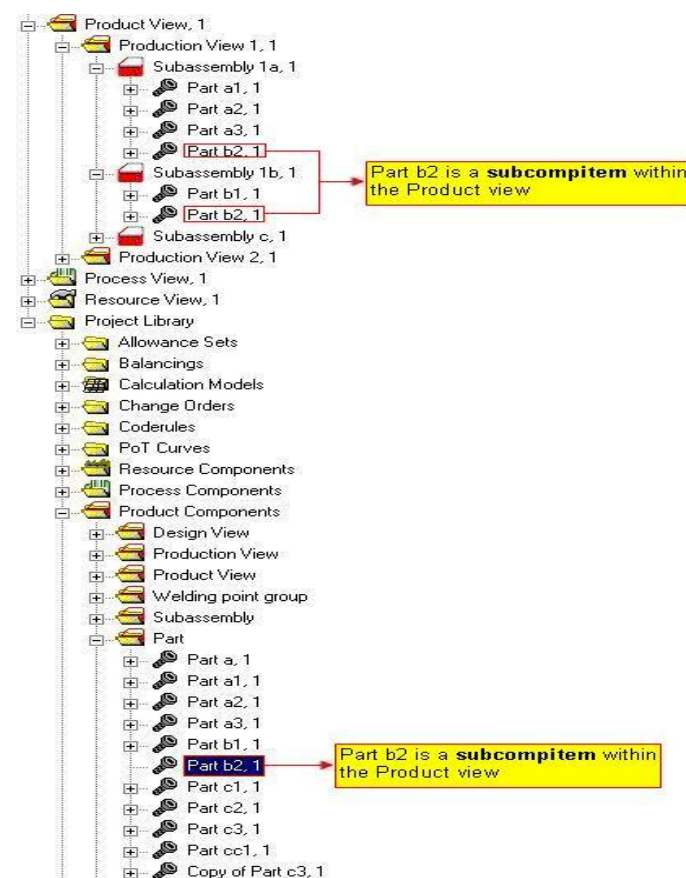 Product View, 1
Production View 1, 1
Subassembly 1a, 1
Part a1, 1
Part a2, 1
Part a3, 1
Part b2, 1
Subassembly 1b, 1
Part b2 is a subcompitem within
the Product view
Part b1, 1
Part b2, 1
Subassembly c, 1
Production View 2, 1
Process View, 1
Resource View, 1
Project Library
Allowance Sets
Balancings
Calculation Models
Change Orders
Coderules
PoT Curves
Resource Components
Process Components
Product Components
Design View
Production View
Product View
Welding point group
Subassembly
Part
Part a, 1
Part a1, 1
Part a2, 1
Part a3, 1
Part b1, 1
Part b2, 1
Part b2 is a subcompitem within
the Product view
Part c1, 1
Part c2, 1
Part c3, 1
Part cc1, 1
Copy of Part c3, 1